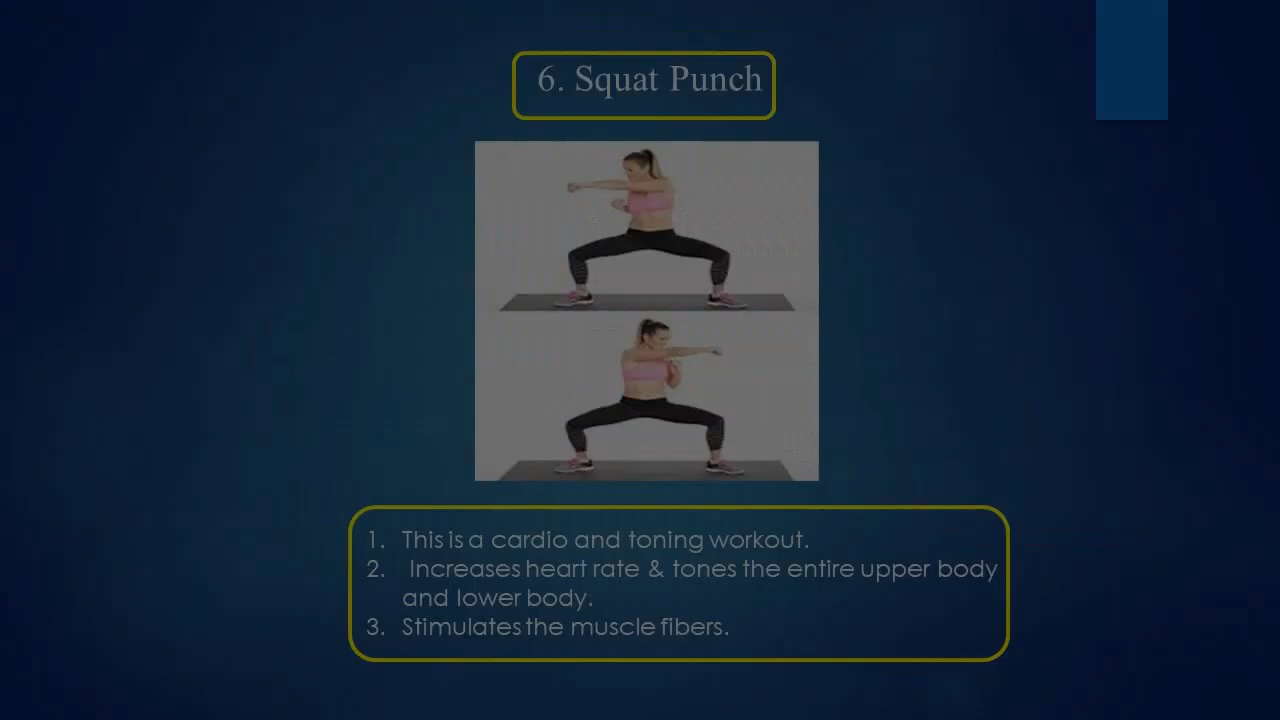 6. Squat Punch
1. This is a cardio and toning workout.
2. Increases heart rate & tones the entire upper body
and lower body.
3. Stimulates the muscle fibers.